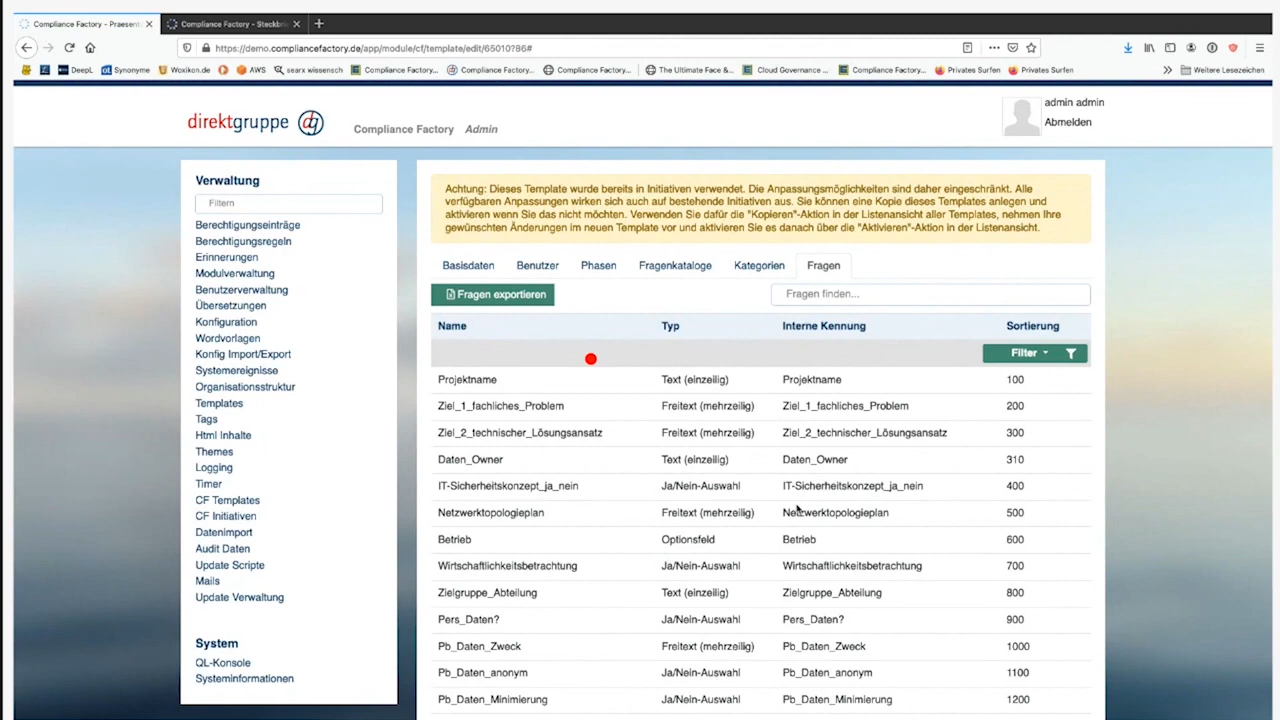 Compliance Factory - Praesent
Compliance Factory - Steckbri
https://demo.compliancefactory.de/app/module/cf/template/edit/65010?86#
DeepL
Synonyme
Woxikon.de
AWS
searx wissensch
Compliance Factory...
Compliance Factory...
Compliance Factory...
The Ultimate Face &...
Cloud Governance ...
Compliance Factory...
Privates Surfen
Privates Surfen
Weitere Lesezeichen
direktgruppe dg
Compliance Factory Admin
admin admin
Abmelden
Verwaltung
Filtern
Berechtigungseinträge
Berechtigungsregeln
Erinnerungen
Modulverwaltung
Benutzerverwaltung
Übersetzungen
Konfiguration
Wordvorlagen
Konfig Import/Export
Systemereignisse
Organisationsstruktur
Templates
Tags
Html Inhalte
Themes
Logging
Timer
CF Templates
CF Initiativen
Datenimport
Audit Daten
Update Scripte
Mails
Update Verwaltung
System
QL-Konsole
Systeminformationen
Achtung: Dieses Template wurde bereits in Initiativen verwendet. Die Anpassungsmöglichkeiten sind daher eingeschränkt. Alle
verfügbaren Anpassungen wirken sich auch auf bestehende Initiativen aus. Sie können eine Kopie dieses Templates anlegen und
aktivieren wenn Sie das nicht möchten. Verwenden Sie dafür die "Kopieren"-Aktion in der Listenansicht aller Templates, nehmen Ihre
gewünschten Änderungen im neuen Template vor und aktivieren Sie es danach über die "Aktivieren"-Aktion in der Listenansicht.
Basisdaten Benutzer Phasen Fragenkataloge Kategorien Fragen
Fragen exportieren
Fragen finden...
Name Typ Interne Kennung Sortierung
Filter
Projektname Text (einzeilig) Projektname 100
Ziel_1_fachliches_Problem Freitext (mehrzeilig) Ziel_1_fachliches_Problem 200
Ziel_2_technischer_Lösungsansatz Freitext (mehrzeilig) Ziel_2_technischer_Lösungsansatz 300
Daten_Owner Text (einzeilig) Daten_Owner 310
IT-Sicherheitskonzept_ja_nein Ja/Nein-Auswahl IT-Sicherheitskonzept_ja_nein 400
Netzwerktopologieplan Freitext (mehrzeilig) Netzwerktopologieplan 500
Betrieb Optionsfeld Betrieb 600
Wirtschaftlichkeitsbetrachtung Ja/Nein-Auswahl Wirtschaftlichkeitsbetrachtung 700
Zielgruppe_Abteilung Text (einzeilig) Zielgruppe_Abteilung 800
Pers_Daten? Ja/Nein-Auswahl Pers_Daten? 900
Pb_Daten_Zweck Freitext (mehrzeilig) Pb_Daten_Zweck 1000
Pb_Daten_anonym Ja/Nein-Auswahl Pb_Daten_anonym 1100
Pb_Daten_Minimierung Ja/Nein-Auswahl Pb_Daten_Minimierung 1200